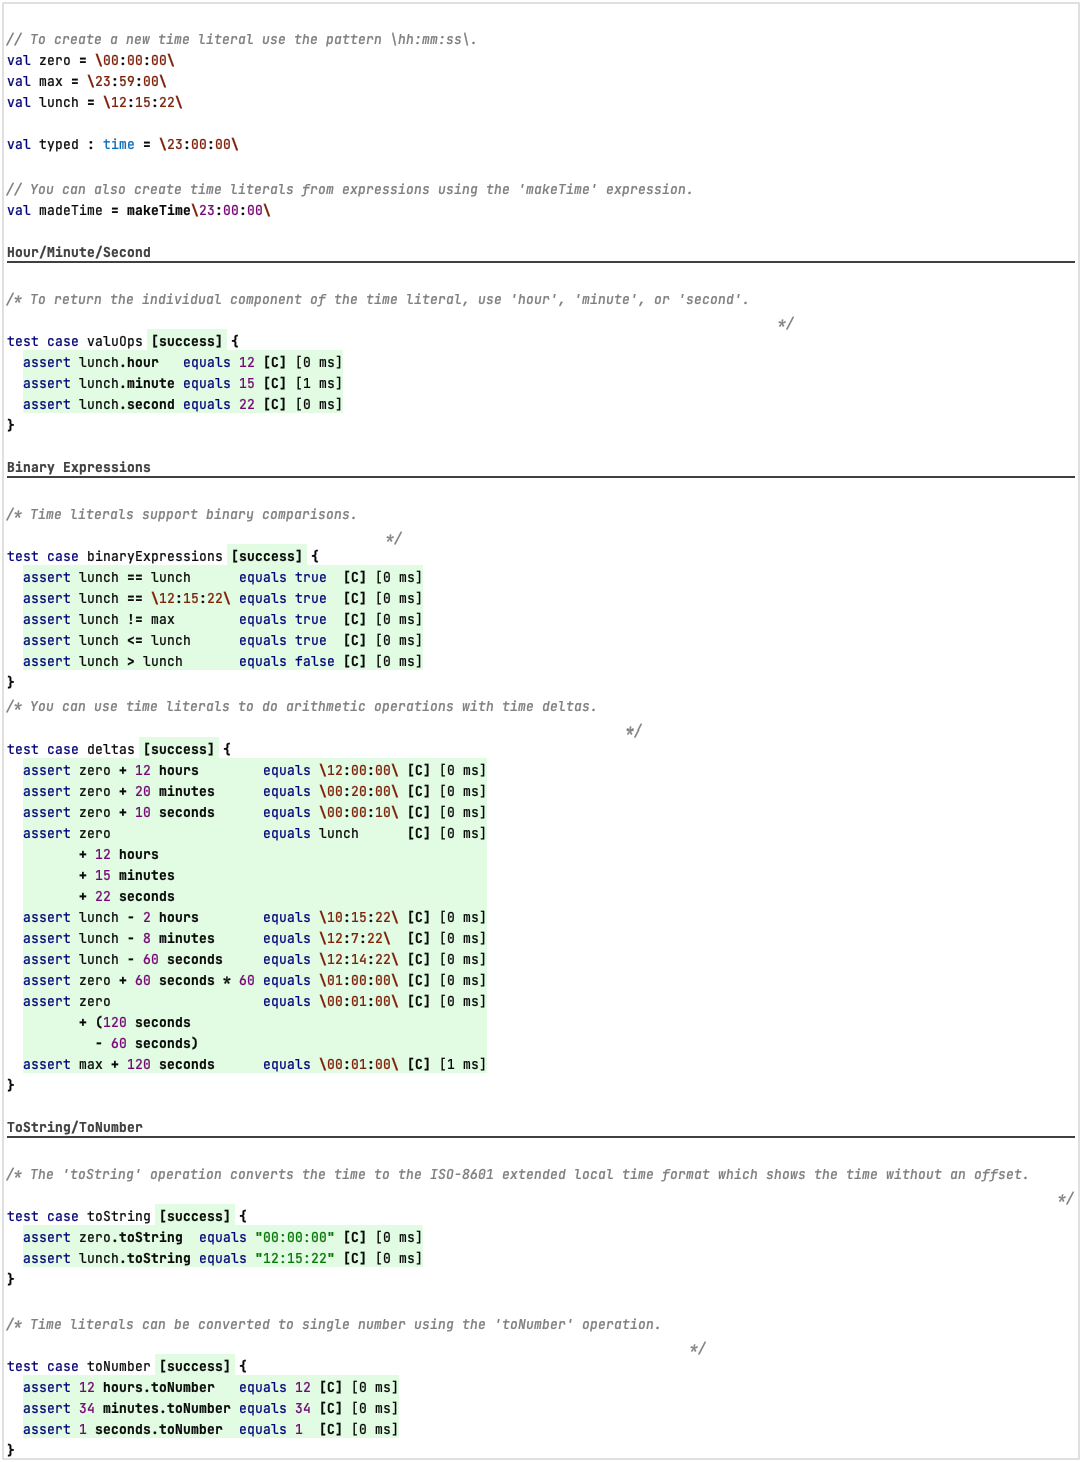 // To create a new time literal use the pattern \hh:mm:ss\.
val zero = \00:00:00\
val max = \23:59:00\
val lunch = \12:15:22\
val typed : time = \23:00:00\
// You can also create time literals from expressions using the 'makeTime' expression.
val madeTime = makeTime\23:00:00\
Hour/Minute/Second
/* To return the individual component of the time literal, use 'hour', 'minute', or 'second'.
*/
test case valuOps [success] {
assert lunch.hour equals 12 [C] [0 ms]
assert lunch.minute equals 15 [C] [1 ms]
assert lunch.second equals 22 [C] [0 ms]
}
Binary Expressions
/* Time literals support binary comparisons.
*/
test case binaryExpressions [success] {
assert lunch == lunch equals true [C] [0 ms]
assert lunch == \12:15:22\ equals true [C] [0 ms]
assert lunch != max equals true [C] [0 ms]
assert lunch <= lunch equals true [C] [0 ms]
assert lunch > lunch equals false [C] [0 ms]
}
/* You can use time literals to do arithmetic operations with time deltas.
*/
test case deltas [success] {
assert zero + 12 hours equals \12:00:00\ [C] [0 ms]
assert zero + 20 minutes equals \00:20:00\ [C] [0 ms]
assert zero + 10 seconds equals \00:00:10\ [C] [0 ms]
assert zero equals lunch [C] [0 ms]
+ 12 hours
+ 15 minutes
+ 22 seconds
assert lunch - 2 hours equals \10:15:22\ [C] [0 ms]
assert lunch - 8 minutes equals \12:7:22\ [C] [0 ms]
assert lunch - 60 seconds equals \12:14:22\ [C] [0 ms]
assert zero + 60 seconds * 60 equals \01:00:00\ [C] [0 ms]
assert zero equals \00:01:00\ [C] [0 ms]
+ (120 seconds
- 60 seconds)
assert max + 120 seconds equals \00:01:00\ [C] [1 ms]
}
ToString/ToNumber
/* The 'toString' operation converts the time to the ISO-8601 extended local time format which shows the time without an offset.
*/
test case toString [success] {
assert zero.toString equals "00:00:00" [C] [0 ms]
assert lunch.toString equals "12:15:22" [C] [0 ms]
}
/* Time literals can be converted to single number using the 'toNumber' operation.
*/
test case toNumber [success] {
assert 12 hours.toNumber equals 12 [C] [0 ms]
assert 34 minutes.toNumber equals 34 [C] [0 ms]
assert 1 seconds.toNumber equals 1 [C] [0 ms]
}